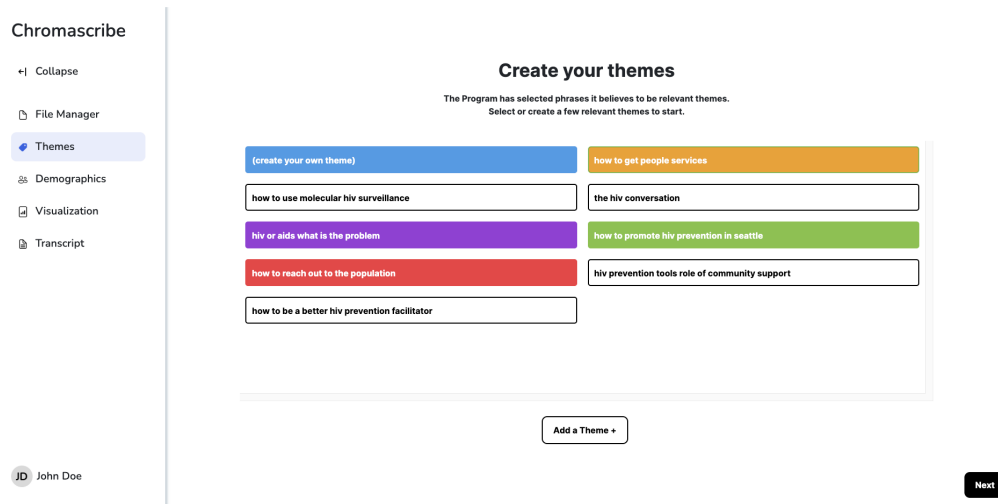 Chromascribe
Collapse
File Manager
Themes
Demographics
Visualization
Transcript
JD John Doe
Create your themes
The Program has selected phrases it believes to be relevant themes.
Select or create a few relevant themes to start.
(create your own theme)
how to get people services
how to use molecular hiv surveillance
the hiv conversation
hiv or aids what is the problem
how to promote hiv prevention in seattle
how to reach out to the population
hiv prevention tools role of community support
how to be a better hiv prevention facilitator
Add a Theme +
Next